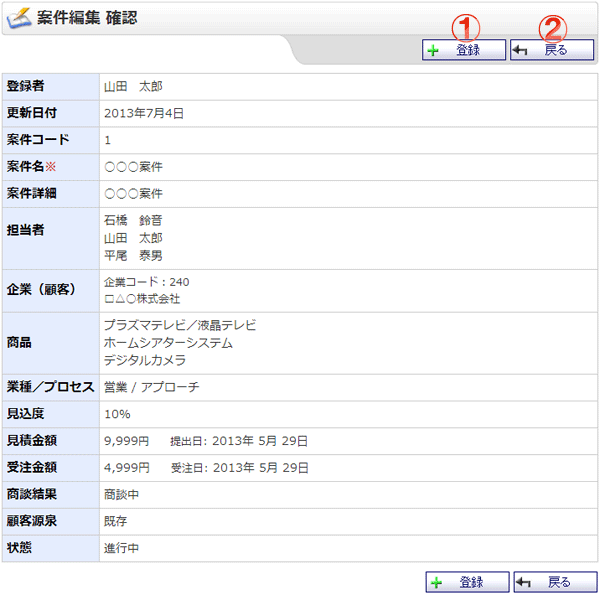 案件編集 確認
① ②
登録 戻る
登録者 山田　太郎
更新日付 2013年7月4日
案件コード 1
案件名※ ○○○案件
案件詳細 ○○○案件
担当者 石橋　鈴音
山田　太郎
平尾　泰男
企業（顧客） 企業コード：240
□△○株式会社
商品 プラズマテレビ／液晶テレビ
ホームシアターシステム
デジタルカメラ
業種／プロセス 営業 / アプローチ
見込度 10%
見積金額 9,999円 提出日: 2013年 5月 29日
受注金額 4,999円 受注日: 2013年 5月 29日
商談結果 商談中
顧客源泉 既存
状態 進行中
登録 戻る